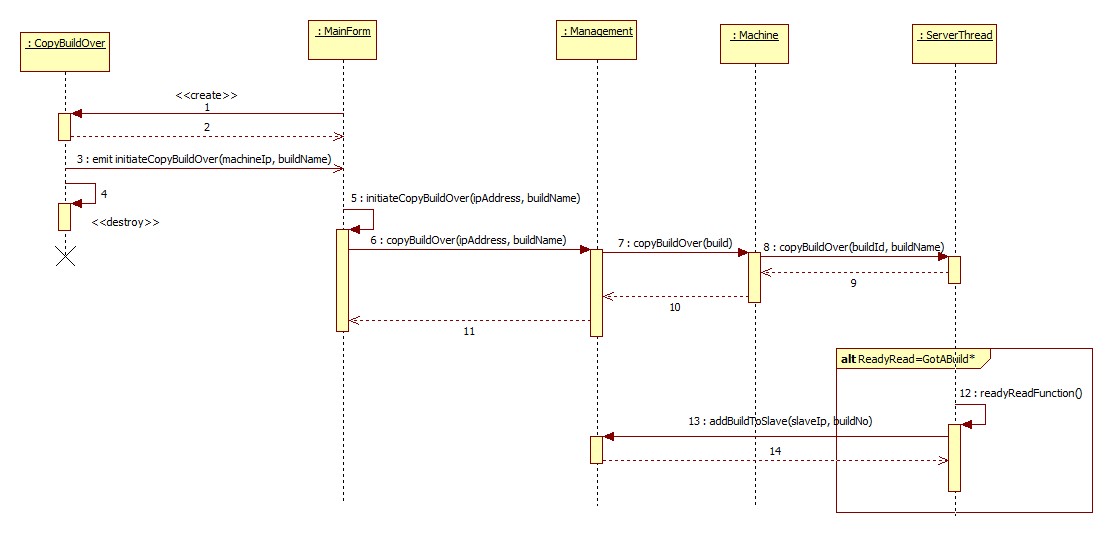 : CopyBuildOver
: MainForm
: Management
: Machine
: ServerThread
<<create>>
1
2
3 : emit initiateCopyBuildOver(machineIp, buildName)
4
<<destroy>>
5 : initiateCopyBuildOver(ipAddress, buildName)
6 : copyBuildOver(ipAddress, buildName)
7 : copyBuildOver(build)
8 : copyBuildOver(buildId, buildName)
9
10
11
alt ReadyRead=GotABuild*
12 : readyReadFunction()
13 : addBuildToSlave(slaveIp, buildNo)
14